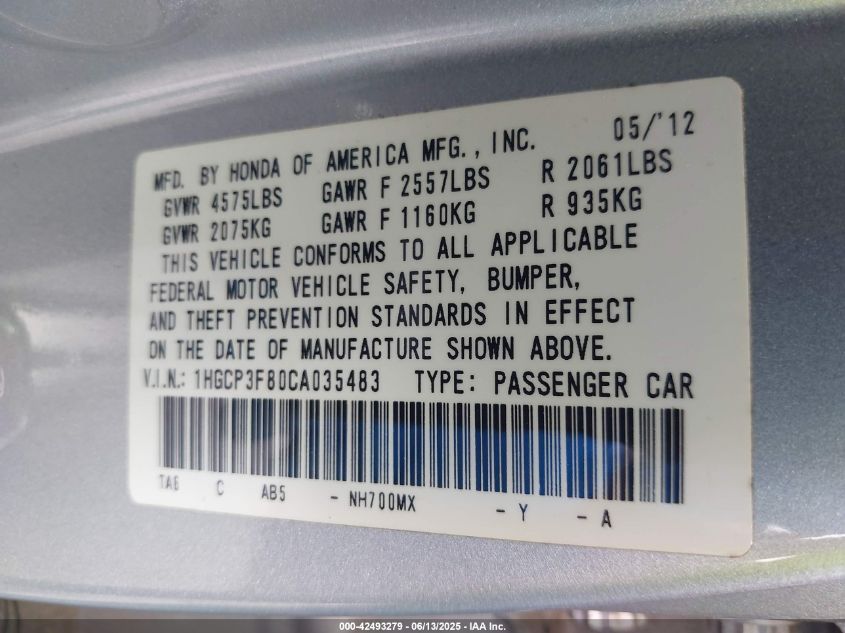 05/'12
MFD. BY HONDA OF AMERICA MFG., INC.
GVWR 4575LBS GAWR F 2557LBS R 2061LBS
GVWR 2075KG GAWR F 1160KG R 935KG
THIS VEHICLE CONFORMS TO ALL APPLICABLE
FEDERAL MOTOR VEHICLE SAFETY, BUMPER,
AND THEFT PREVENTION STANDARDS IN EFFECT
ON THE DATE OF MANUFACTURE SHOWN ABOVE.
V.I.N.: 1HGCP3F80CA035483 TYPE: PASSENGER CAR
TA6 C AB5 - NH700MX - Y - A
000-42493279 - 06/13/2025 - IAA Inc.